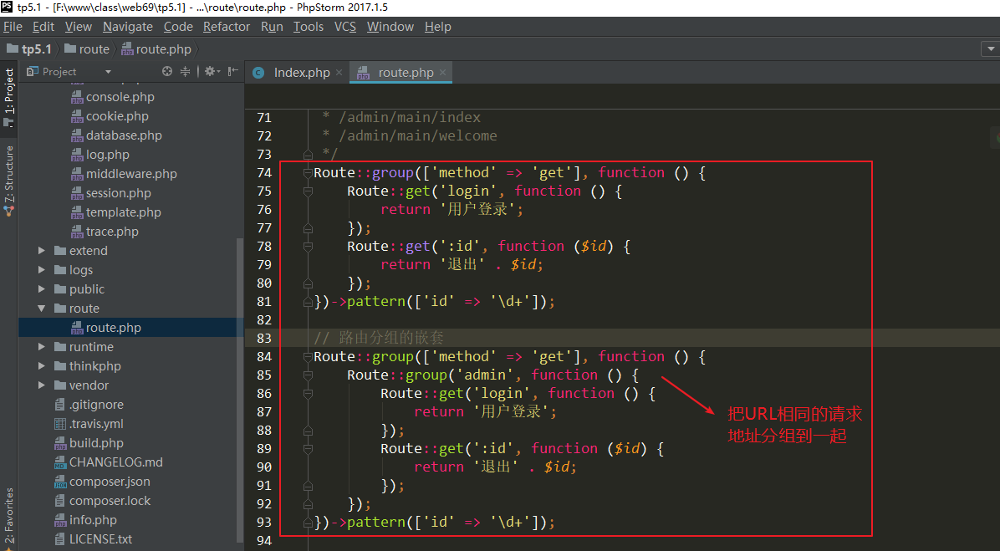 tp5.1 - [F:\www\class\web69\tp5.1] - ...\route\route.php - PhpStorm 2017.1.5
File Edit View Navigate Code Refactor Run Tools VCS Window Help
tp5.1 route route.php
1: Project
7: Structure
2: Favorites
Project
console.php
cookie.php
database.php
log.php
middleware.php
session.php
template.php
trace.php
extend
logs
public
route
route.php
runtime
thinkphp
vendor
.gitignore
.travis.yml
build.php
CHANGELOG.md
composer.json
composer.lock
info.php
LICENSE.txt
Index.php route.php
71 * /admin/main/index
72 * /admin/main/welcome
73 */
74 Route::group(['method' => 'get'], function () {
75 Route::get('login', function () {
76 return '用户登录';
77 });
78 Route::get(':id', function ($id) {
79 return '退出' . $id;
80 });
81 })->pattern(['id' => '\d+']);
82
83 // 路由分组的嵌套
84 Route::group(['method' => 'get'], function () {
85 Route::group('admin', function () {
86 Route::get('login', function () {
87 return '用户登录';
88 });
89 Route::get(':id', function ($id) {
90 return '退出' . $id;
91 });
92 });
93 })->pattern(['id' => '\d+']);
94
把URL相同的请求
地址分组到一起